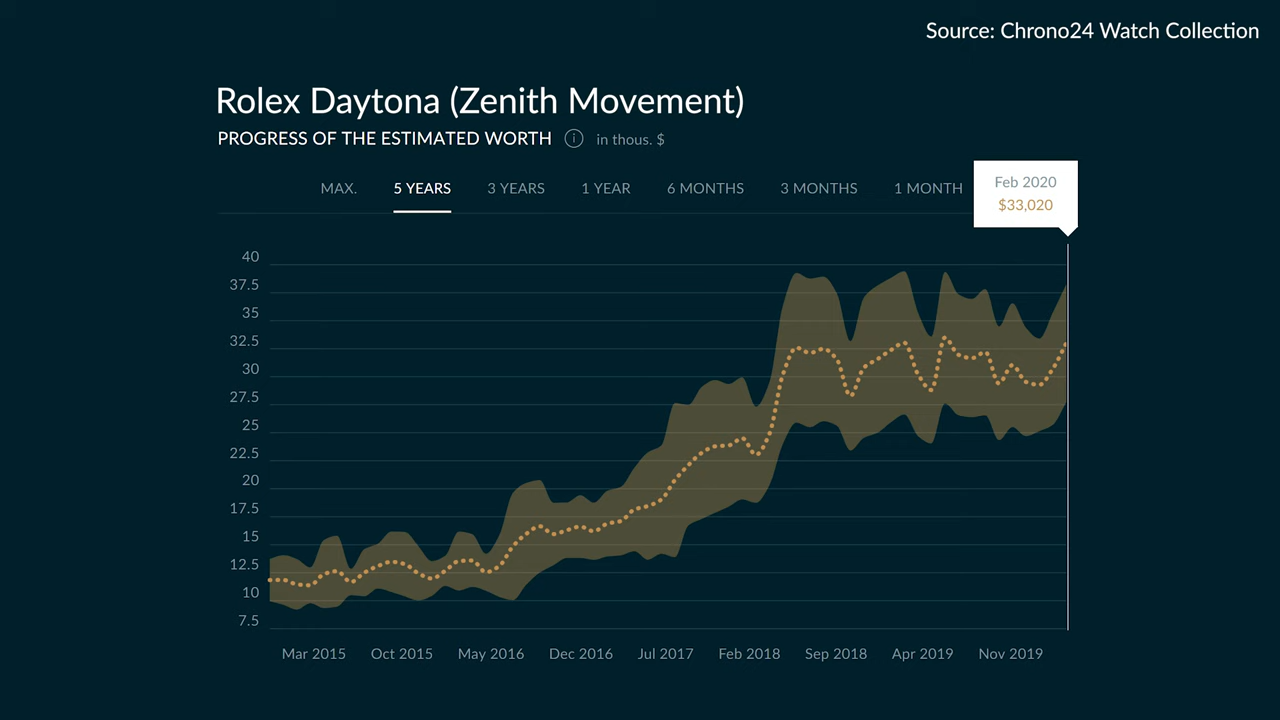 Source: Chrono24 Watch Collection
Rolex Daytona (Zenith Movement)
PROGRESS OF THE ESTIMATED WORTH i in thous. $
MAX. 5 YEARS 3 YEARS 1 YEAR 6 MONTHS 3 MONTHS 1 MONTH
Feb 2020
$33,020
40
37.5
35
32.5
30
27.5
25
22.5
20
17.5
15
12.5
10
7.5
Mar 2015 Oct 2015 May 2016 Dec 2016 Jul 2017 Feb 2018 Sep 2018 Apr 2019 Nov 2019